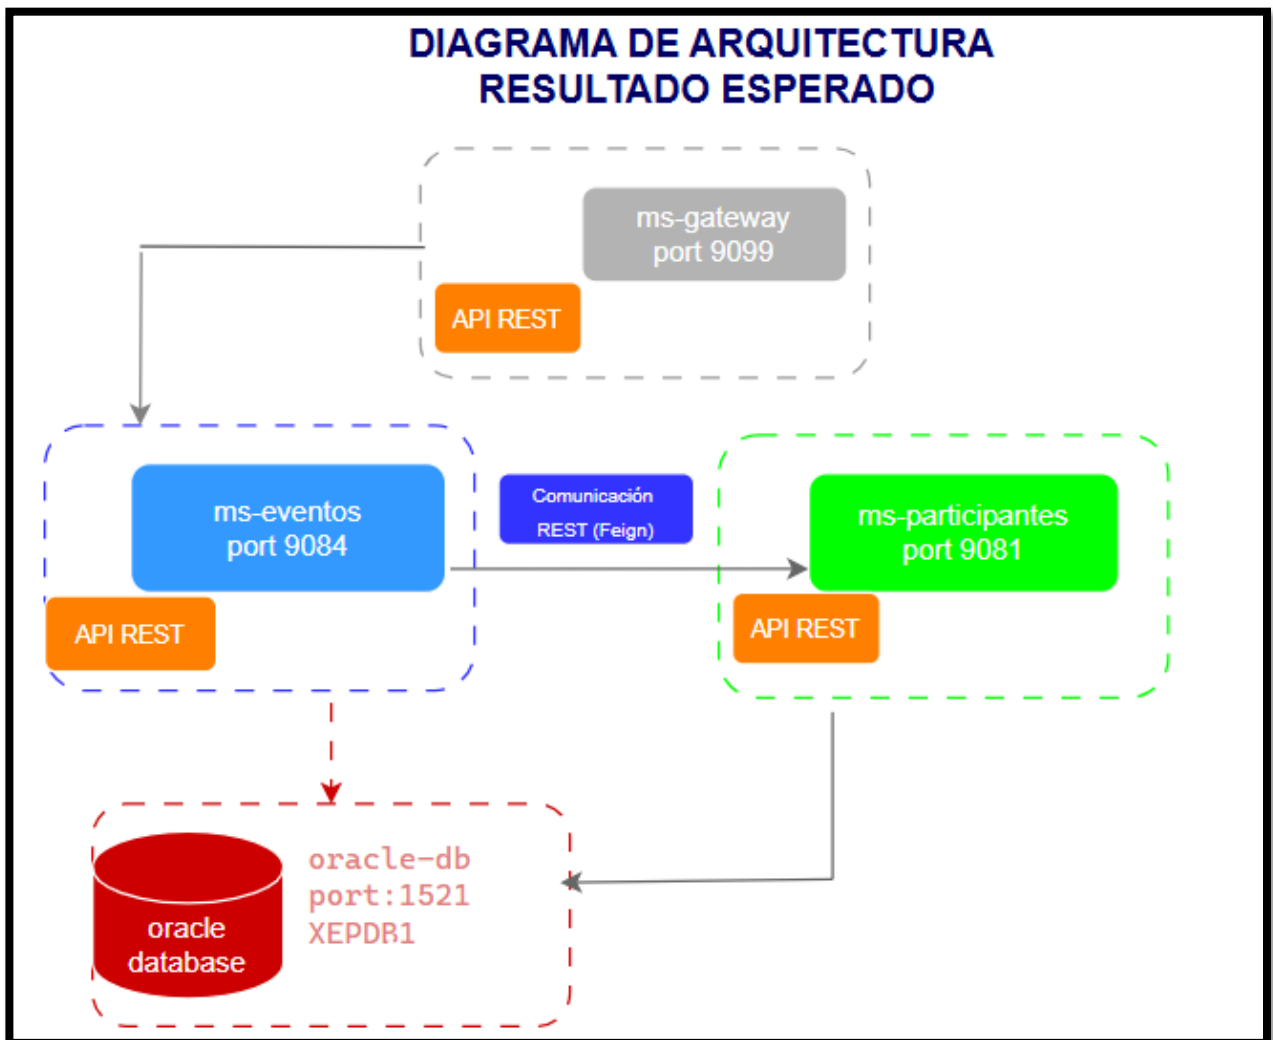 DIAGRAMA DE ARQUITECTURA
RESULTADO ESPERADO
ms-gateway
port 9099
API REST
ms-eventos
port 9084
API REST
Comunicación
REST (Feign)
ms-participantes
port 9081
API REST
oracle
database
oracle-db
port:1521
XEPDB1